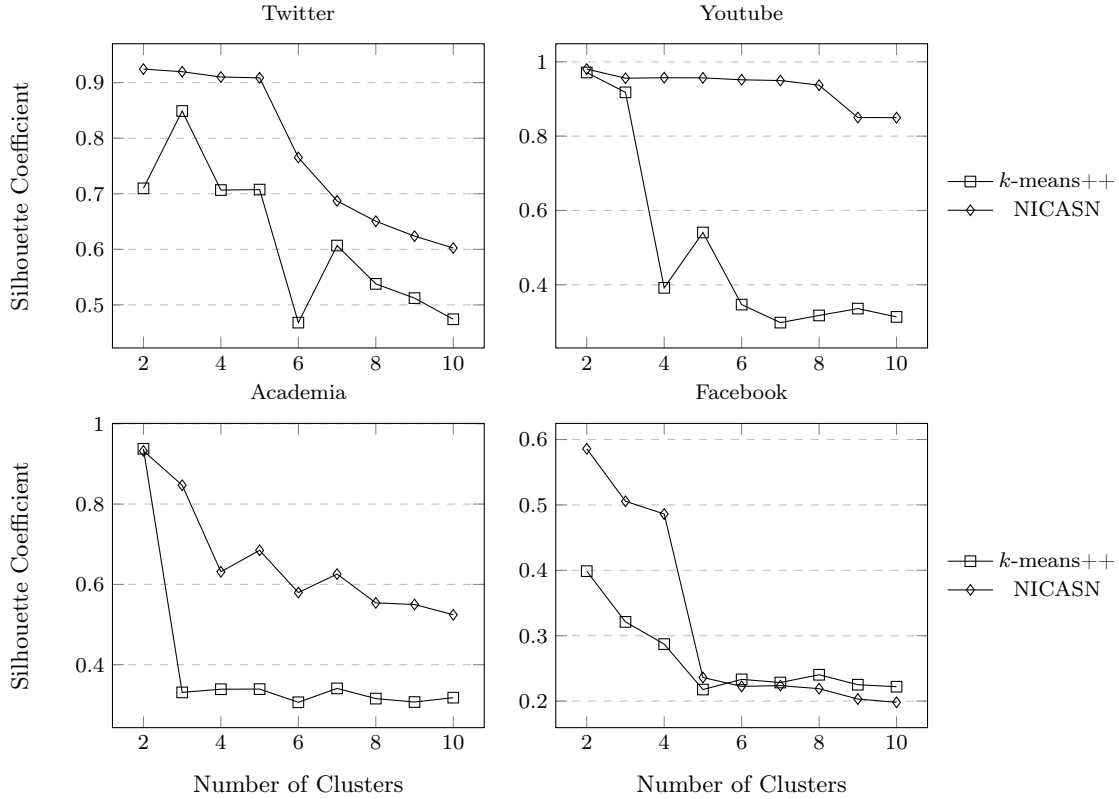 Twitter
Youtube
Silhouette Coefficient
0.9
0.8
0.7
0.6
0.5
2 4 6 8 10
1
0.8
0.6
0.4
2 4 6 8 10
k-means++
NICASN
Academia
Facebook
Silhouette Coefficient
1
0.8
0.6
0.4
2 4 6 8 10
Number of Clusters
0.6
0.5
0.4
0.3
0.2
2 4 6 8 10
Number of Clusters
k-means++
NICASN